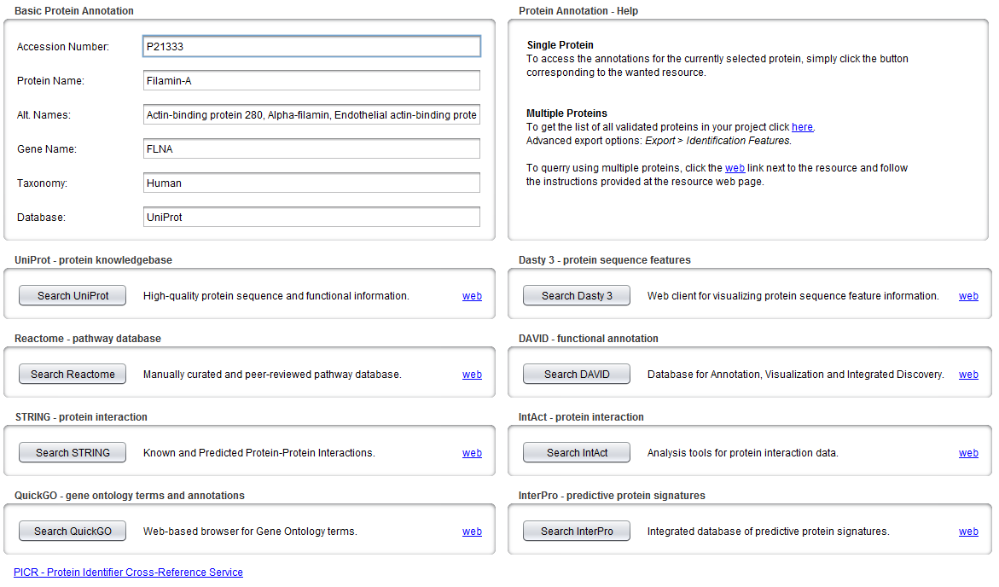 Basic Protein Annotation
Accession Number: P21333
Protein Name: Filamin-A
Alt. Names: Actin-binding protein 280, Alpha-filamin, Endothelial actin-binding prote
Gene Name: FLNA
Taxonomy: Human
Database: UniProt
Protein Annotation - Help
Single Protein
To access the annotations for the currently selected protein, simply click the button
corresponding to the wanted resource.
Multiple Proteins
To get the list of all validated proteins in your project click here.
Advanced export options: Export > Identification Features.
To querry using multiple proteins, click the web link next to the resource and follow
the instructions provided at the resource web page.
UniProt - protein knowledgebase
Search UniProt High-quality protein sequence and functional information. web
Dasty 3 - protein sequence features
Search Dasty 3 Web client for visualizing protein sequence feature information. web
Reactome - pathway database
Search Reactome Manually curated and peer-reviewed pathway database. web
DAVID - functional annotation
Search DAVID Database for Annotation, Visualization and Integrated Discovery. web
STRING - protein interaction
Search STRING Known and Predicted Protein-Protein Interactions. web
IntAct - protein interaction
Search IntAct Analysis tools for protein interaction data. web
QuickGO - gene ontology terms and annotations
Search QuickGO Web-based browser for Gene Ontology terms. web
InterPro - predictive protein signatures
Search InterPro Integrated database of predictive protein signatures. web
PICR - Protein Identifier Cross-Reference Service